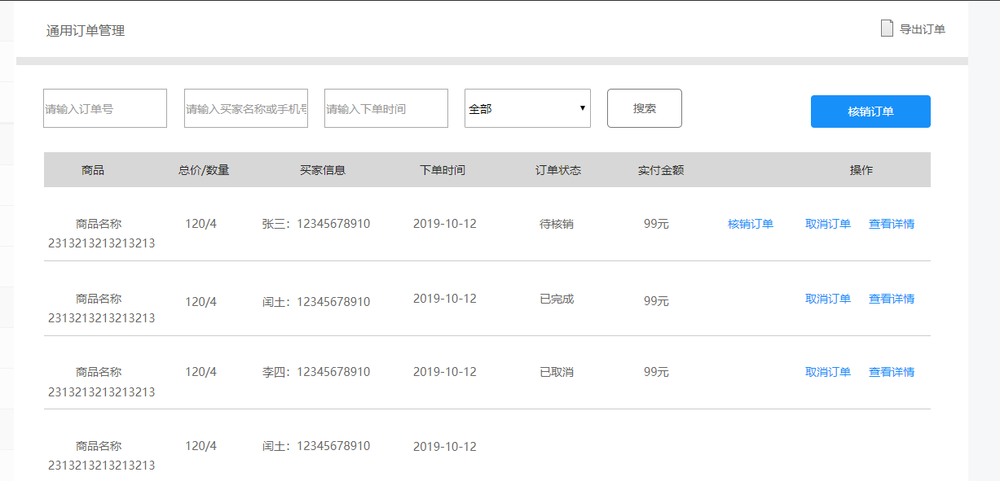 通用订单管理
导出订单
请输入订单号 请输入买家名称或手机号 请输入下单时间 全部 搜索 核销订单
商品 总价/数量 买家信息 下单时间 订单状态 实付金额 操作
商品名称 120/4 张三：12345678910 2019-10-12 待核销 99元 核销订单 取消订单 查看详情
2313213213213213
商品名称 120/4 闰土：12345678910 2019-10-12 已完成 99元 取消订单 查看详情
2313213213213213
商品名称 120/4 李四：12345678910 2019-10-12 已取消 99元 取消订单 查看详情
2313213213213213
商品名称 120/4 闰土：12345678910 2019-10-12
2313213213213213